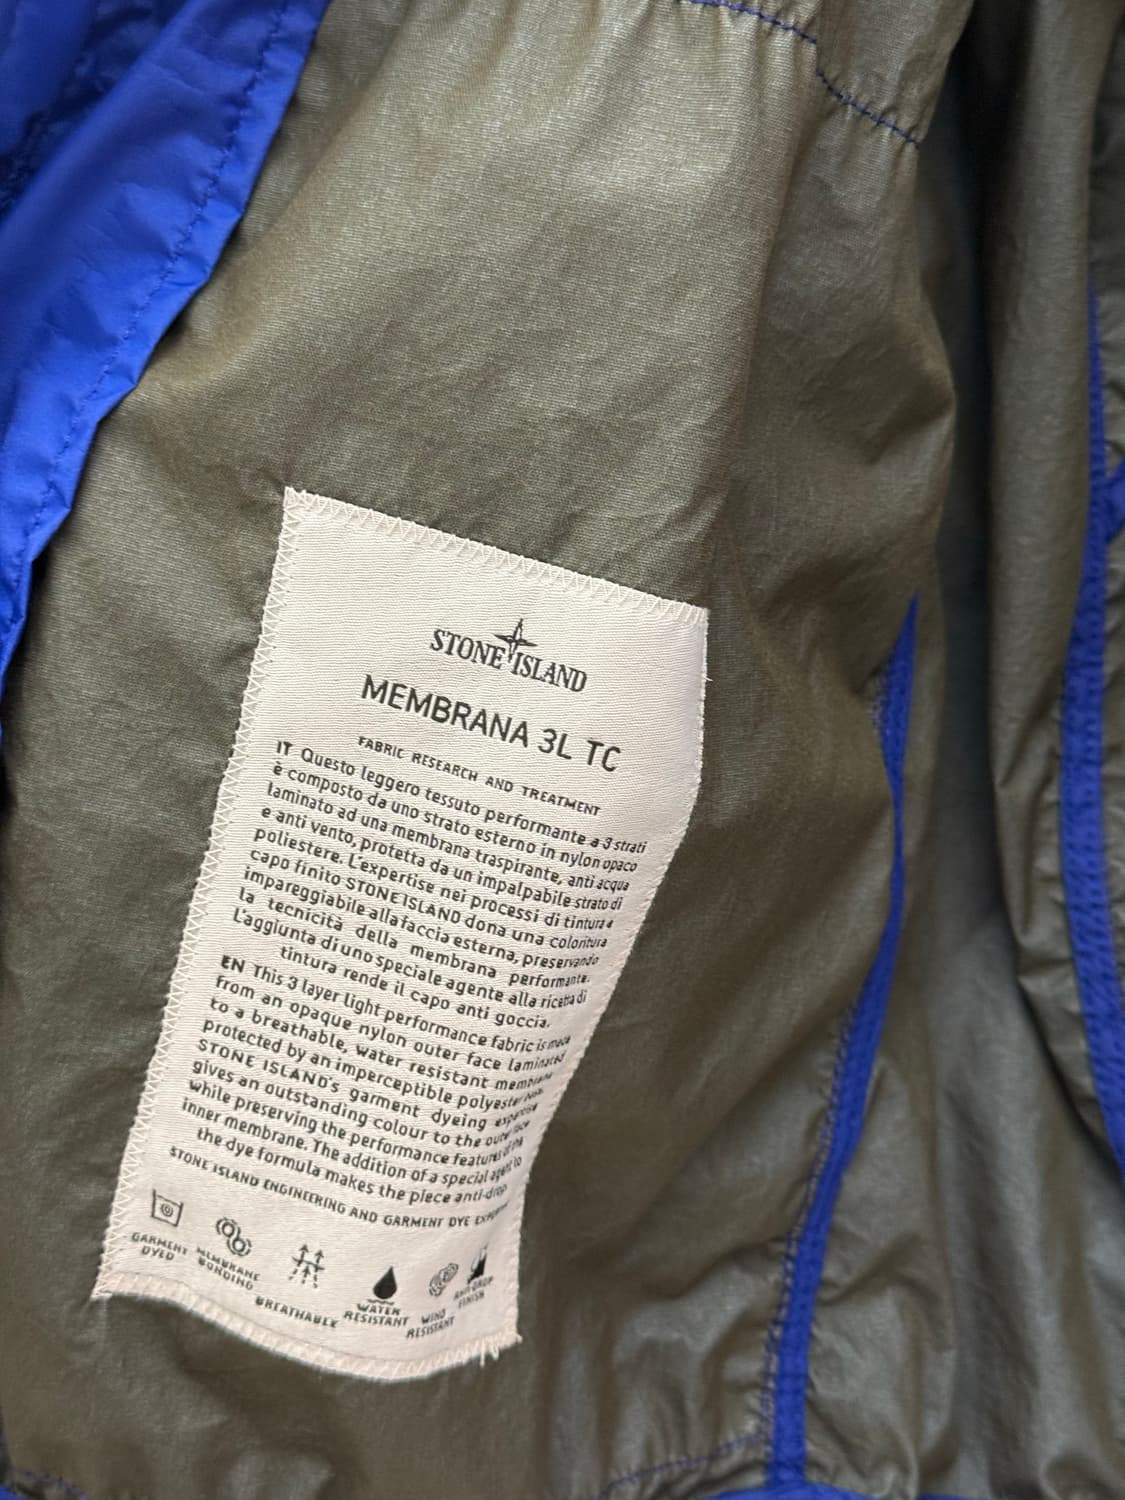 STONE ISLAND
MEMBRANA 3L TC
FABRIC RESEARCH AND TREATMENT
IT Questo leggero tessuto performante a 3 strati
è composto da uno strato esterno in nylon opaco
laminato ad una membrana traspirante, anti acqua
e anti vento, protetta da un impalpabile strato di
poliestere. L'expertise nei processi di tintura e
capo finito STONE ISLAND dona una coloritura
impareggiabile alla faccia esterna, preservando
la tecnicità della membrana performante.
L'aggiunta di uno speciale agente alla ricetta di
tintura rende il capo anti goccia.
EN This 3 layer light performance fabric is made
from an opaque nylon outer face laminated
to a breathable, water resistant membrane
protected by an imperceptible polyester
STONE ISLAND's garment dyeing expertise
gives an outstanding colour to the outer face
while preserving the performance features of the
inner membrane. The addition of a special agent to
the dye formula makes the piece anti-drop.
STONE ISLAND ENGINEERING AND GARMENT DYE
GARMENT DYED
MEMBRANE BONDING
BREATHABLE
WATER RESISTANT
WIND RESISTANT
ANTI DROP FINISH